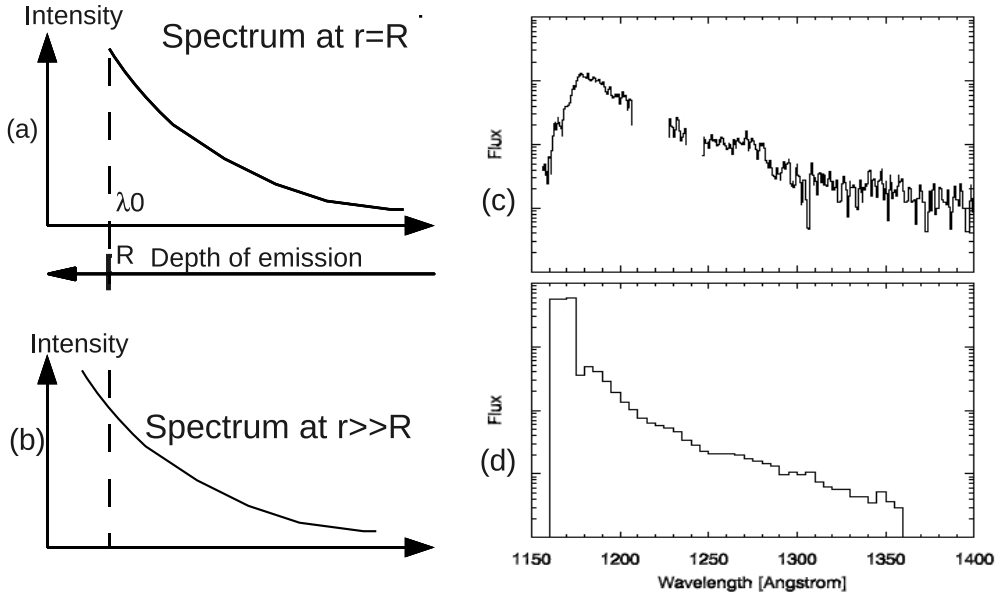 Intensity
Spectrum at r=R
(a)
λ0
R
Depth of emission
Intensity
Spectrum at r>>R
(b)
Flux
(c)
Flux
(d)
1150 1200 1250 1300 1350 1400
Wavelength [Angstrom]